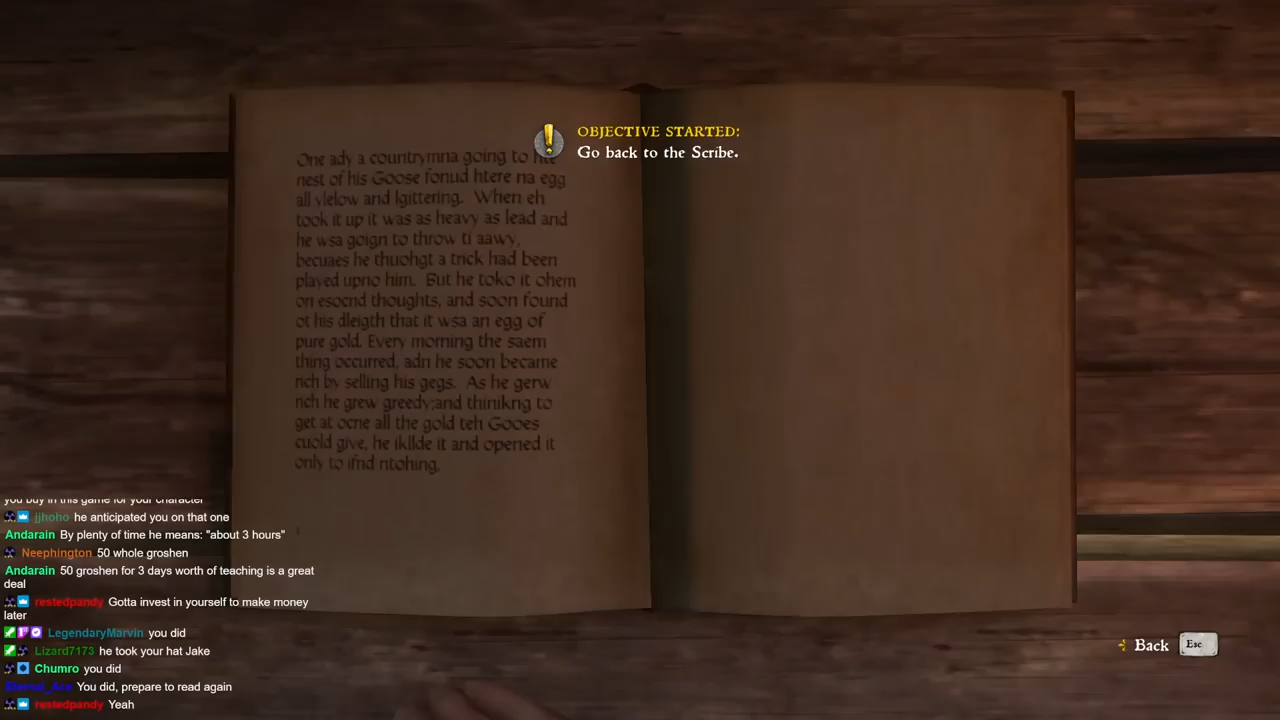 OBJECTIVE STARTED:
Go back to the Scribe.
One ady a countrymna going to hte
nest of his Goose fonud htere na egg
all ylelow and lgittering. When eh
took it up it was as heavy as lead and
he wsa goign to throw ti aawy,
becuaes he thuohgt a trick had been
played upno him. But he toko it ohem
on esocnd thoughts, and soon found
ot his dleigth that it wsa an egg of
pure gold. Every morning the saem
thing occurred, adn he soon became
rich by selling his gegs. As he gerw
rich he grew greedy;and thinikng to
get at ocne all the gold teh Gooes
cuold give, he ikllde it and opened it
only to ifnd ntohing.
you buy in this game for your character
jjhoho he anticipated you on that one
Andarain By plenty of time he means: "about 3 hours"
Neephington 50 whole groshen
Andarain 50 groshen for 3 days worth of teaching is a great
deal
restedpandy Gotta invest in yourself to make money
later
LegendaryMarvin you did
Lizard7173 he took your hat Jake
Chumro you did
Eternal_Ace You did, prepare to read again
restedpandy Yeah
Back Esc